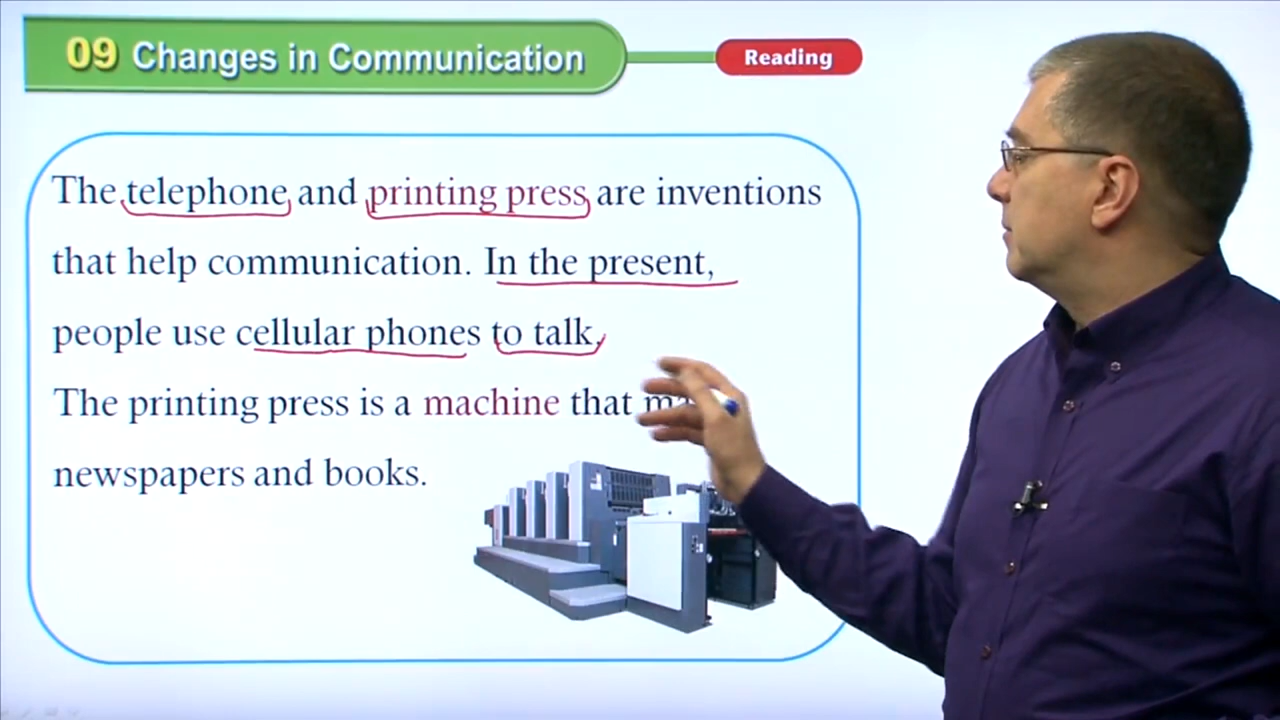 09 Changes in Communication
Reading
The telephone and printing press are inventions
that help communication. In the present,
people use cellular phones to talk.
The printing press is a machine that
newspapers and books.